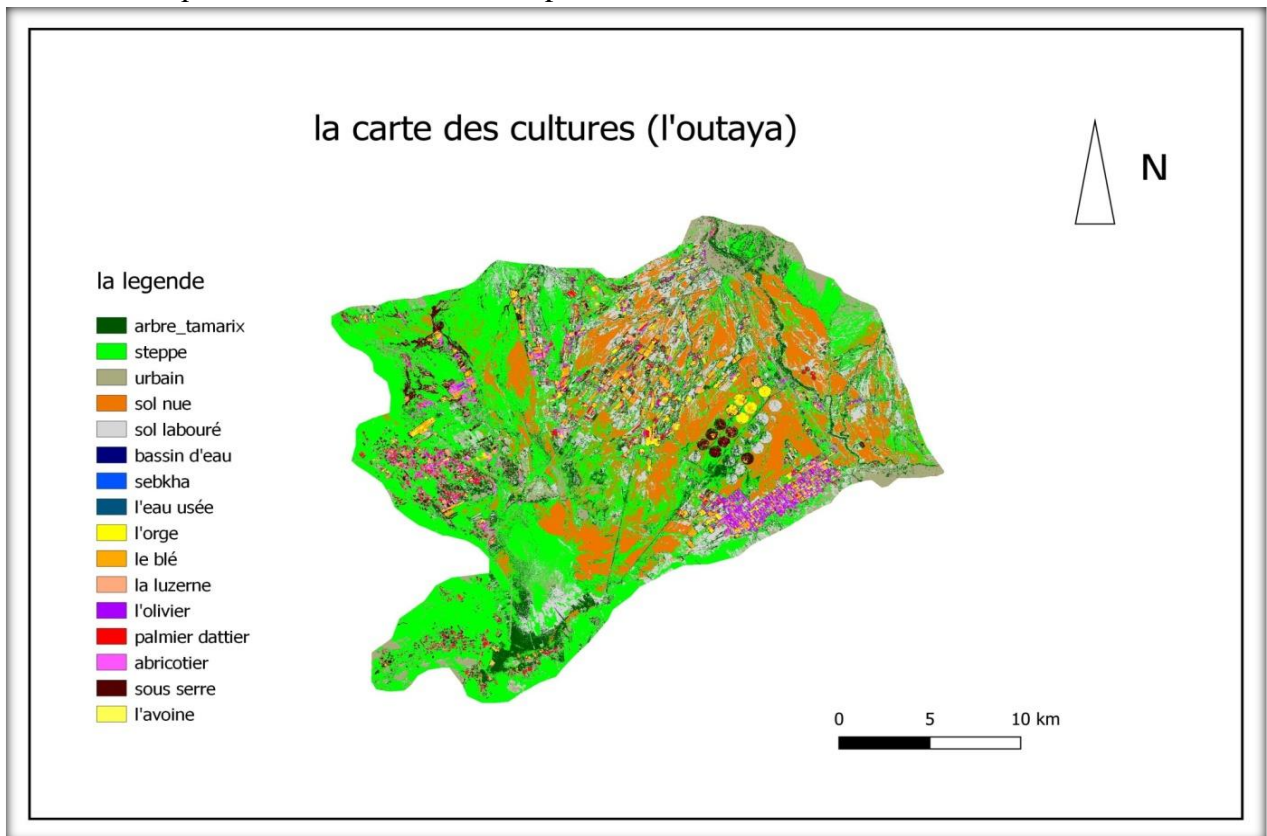 la carte des cultures (l'outaya)
N
la legende
arbre_tamarix
steppe
urbain
sol nue
sol labouré
bassin d'eau
sebkha
l'eau usée
l'orge
le blé
la luzerne
l'olivier
palmier dattier
abricotier
sous serre
l'avoine
0 5 10 km